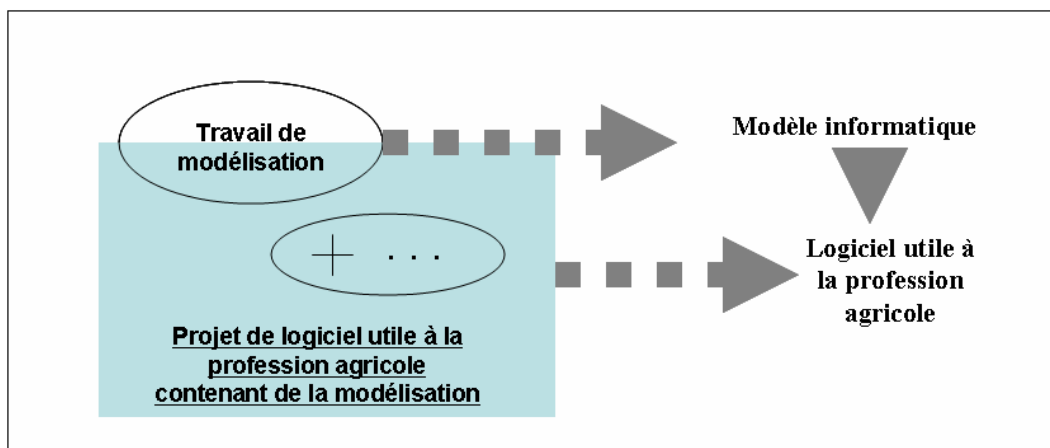 Travail de
modélisation
Modèle informatique
+ . . .
Logiciel utile à
la profession
agricole
Projet de logiciel utile à la
profession agricole
contenant de la modélisation